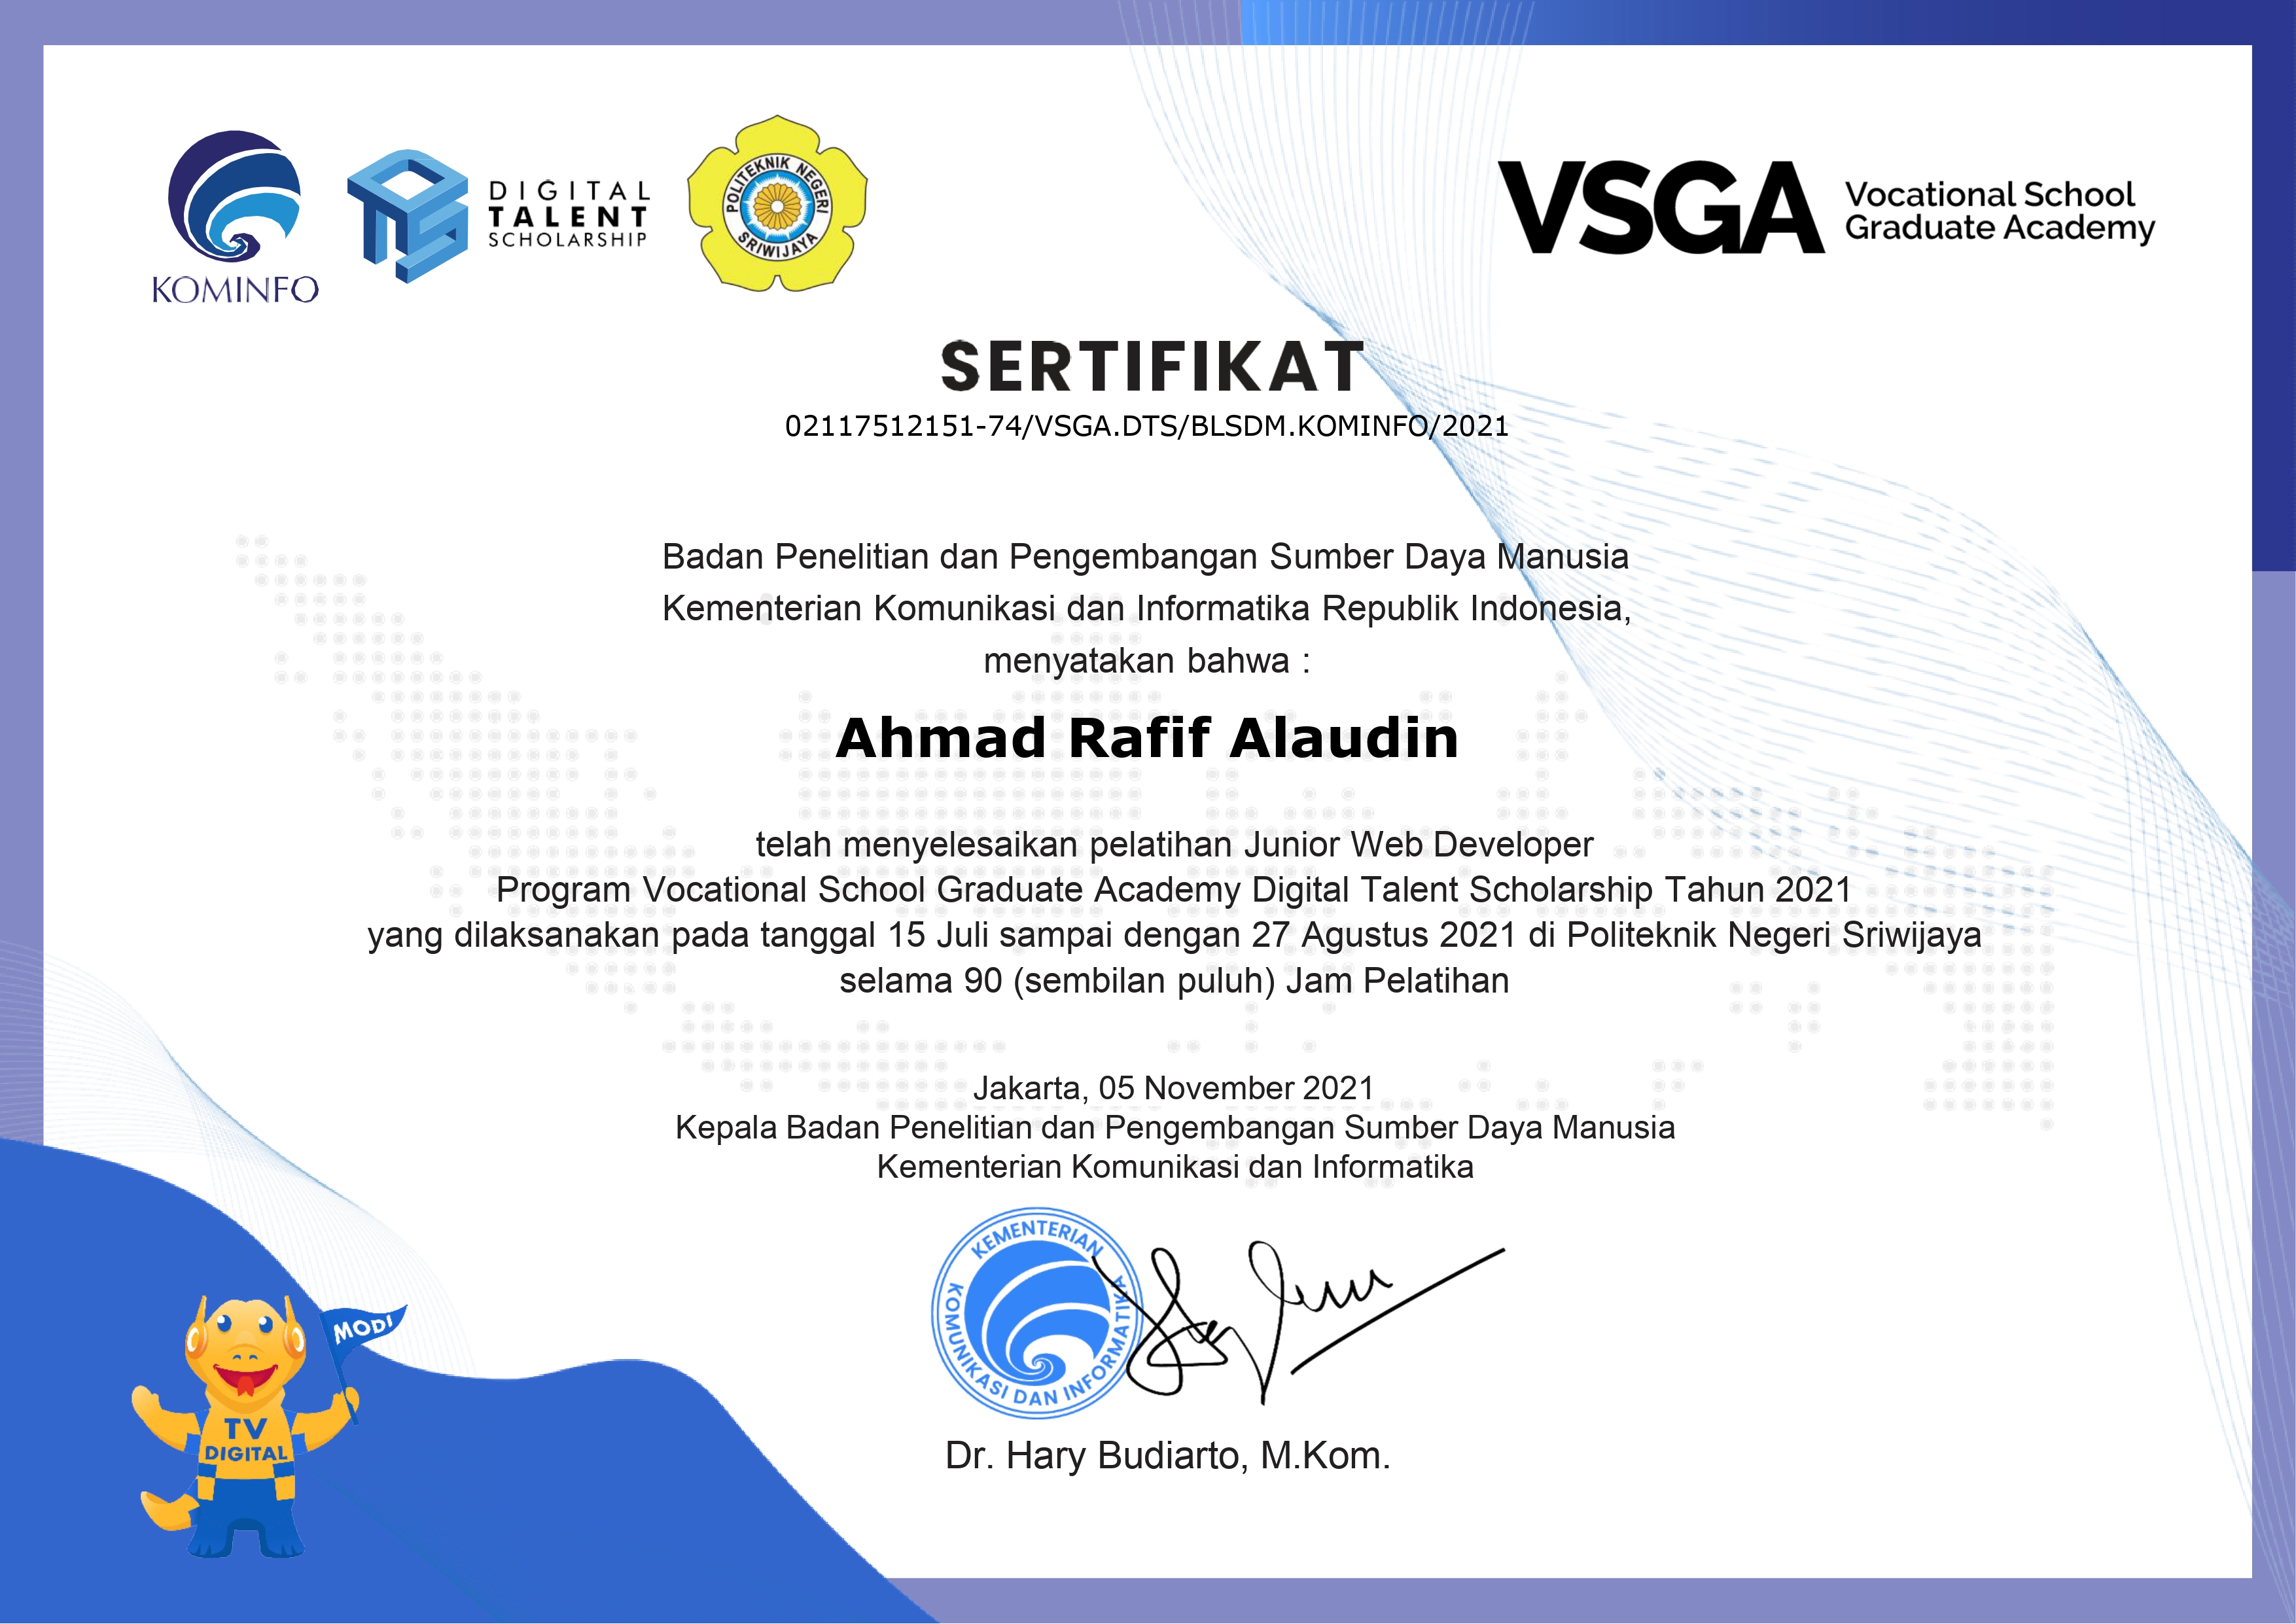 KOMINFO
DIGITAL
TALENT
SCHOLARSHIP
POLITEKNIK NEGERI
SRIWIJAYA
VSGA
Vocational School
Graduate Academy
SERTIFIKAT
02117512151-74/VSGA.DTS/BLSDM.KOMINFO/2021
Badan Penelitian dan Pengembangan Sumber Daya Manusia
Kementerian Komunikasi dan Informatika Republik Indonesia,
menyatakan bahwa :
Ahmad Rafif Alaudin
telah menyelesaikan pelatihan Junior Web Developer
Program Vocational School Graduate Academy Digital Talent Scholarship Tahun 2021
yang dilaksanakan pada tanggal 15 Juli sampai dengan 27 Agustus 2021 di Politeknik Negeri Sriwijaya
selama 90 (sembilan puluh) Jam Pelatihan
Jakarta, 05 November 2021
Kepala Badan Penelitian dan Pengembangan Sumber Daya Manusia
Kementerian Komunikasi dan Informatika
KEMENTERIAN
KOMUNIKASI DAN INFORMATIKA
Dr. Hary Budiarto, M.Kom.
MODI
TV
DIGITAL